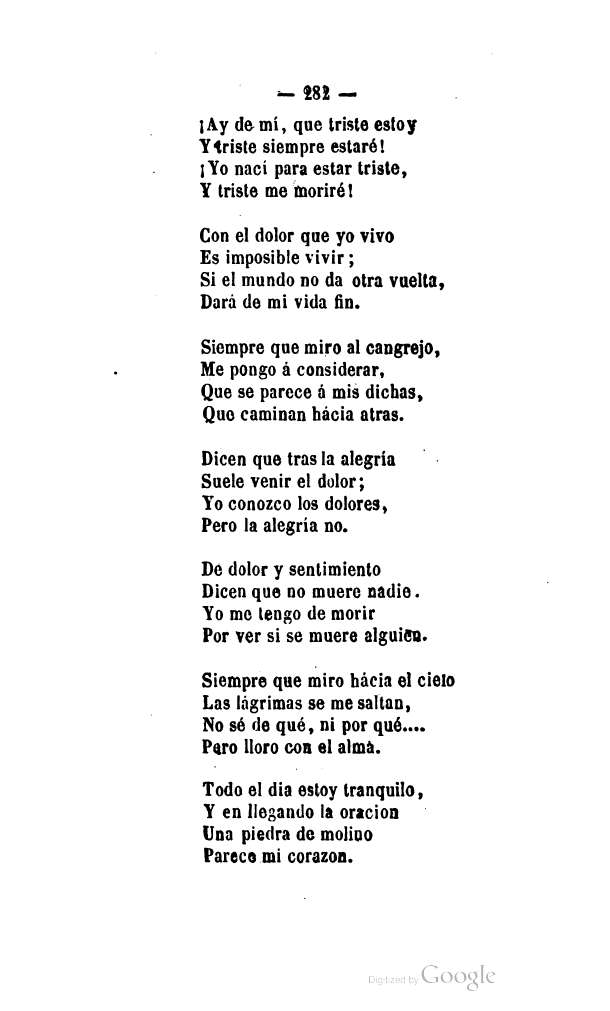 — 282 —
¡Ay de mí, que triste estoy
Y triste siempre estaré!
¡Yo nací para estar triste,
Y triste me moriré!
Con el dolor que yo vivo
Es imposible vivir;
Si el mundo no da otra vuelta,
Dará de mi vida fin.
Siempre que miro al cangrejo,
Me pongo á considerar,
Que se parece á mis dichas,
Que caminan hácia atras.
Dicen que tras la alegría
Suele venir el dolor;
Yo conozco los dolores,
Pero la alegría no.
De dolor y sentimiento
Dicen que no muere nadie.
Yo me tengo de morir
Por ver si se muere alguien.
Siempre que miro hácia el cielo
Las lágrimas se me saltan,
No sé de qué, ni por qué....
Pero lloro con el alma.
Todo el dia estoy tranquilo,
Y en llegando la oracion
Una piedra de molino
Parece mi corazon.
Digitized by Google